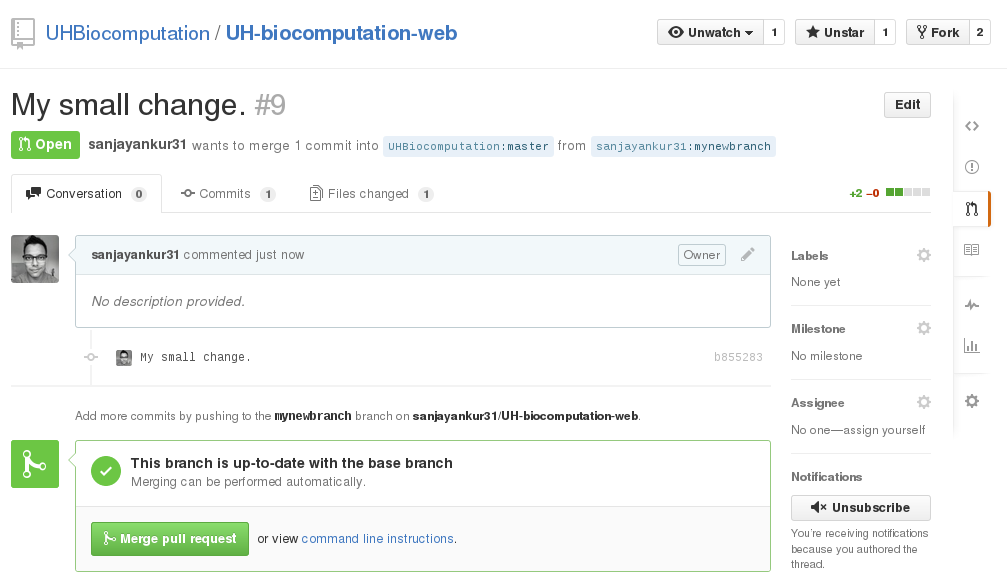 UHBiocomputation / UH-biocomputation-web
Unwatch 1 Unstar 1 Fork 2
My small change. #9
Edit
Open sanjayankur31 wants to merge 1 commit into UHBiocomputation:master from sanjayankur31:mynewbranch
Conversation 0 Commits 1 Files changed 1
+2 −0
sanjayankur31 commented just now
Owner
No description provided.
My small change.
b855283
Add more commits by pushing to the mynewbranch branch on sanjayankur31/UH-biocomputation-web.
This branch is up-to-date with the base branch
Merging can be performed automatically.
Merge pull request or view command line instructions.
Labels
None yet
Milestone
No milestone
Assignee
No one—assign yourself
Notifications
Unsubscribe
You're receiving notifications
because you authored the
thread.